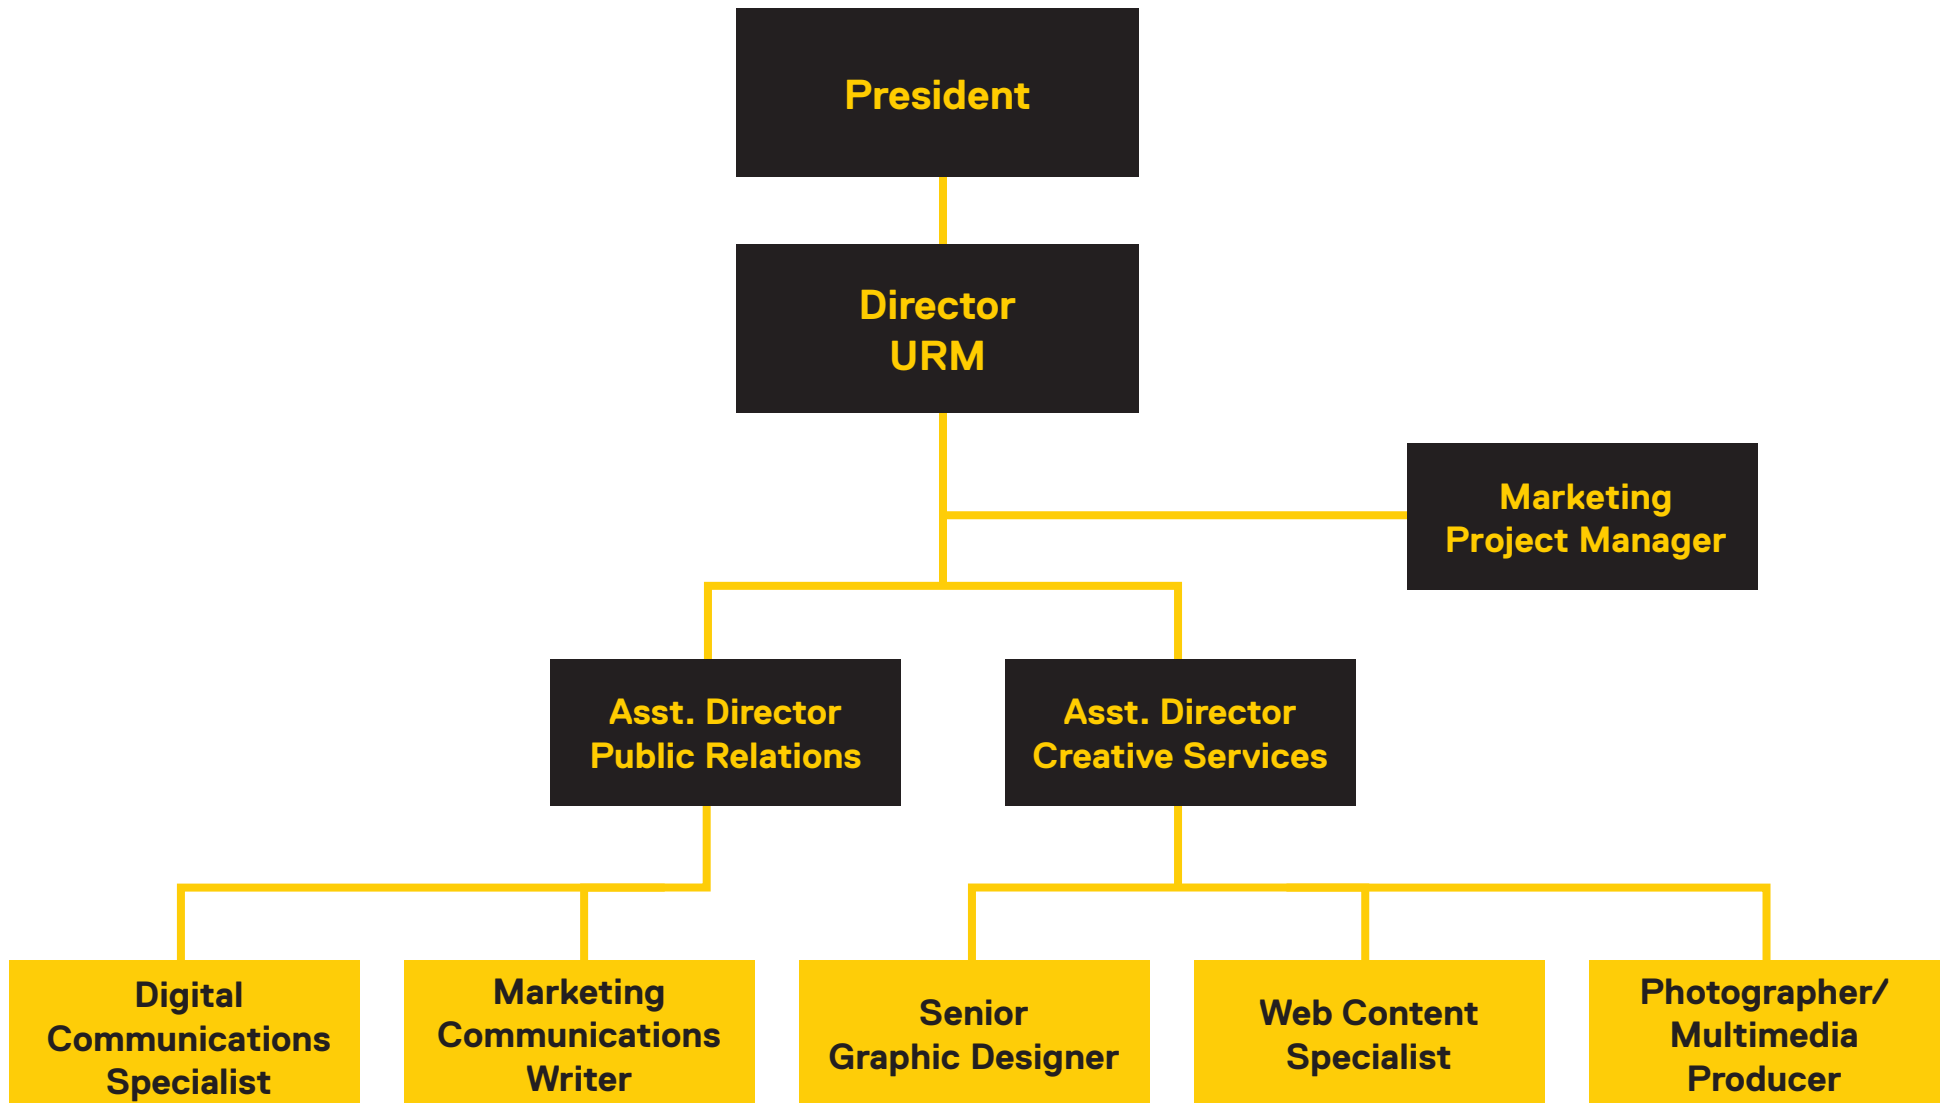 President
Director
URM
Marketing
Project Manager
Asst. Director
Public Relations
Asst. Director
Creative Services
Digital
Communications
Specialist
Marketing
Communications
Writer
Senior
Graphic Designer
Web Content
Specialist
Photographer/
Multimedia
Producer